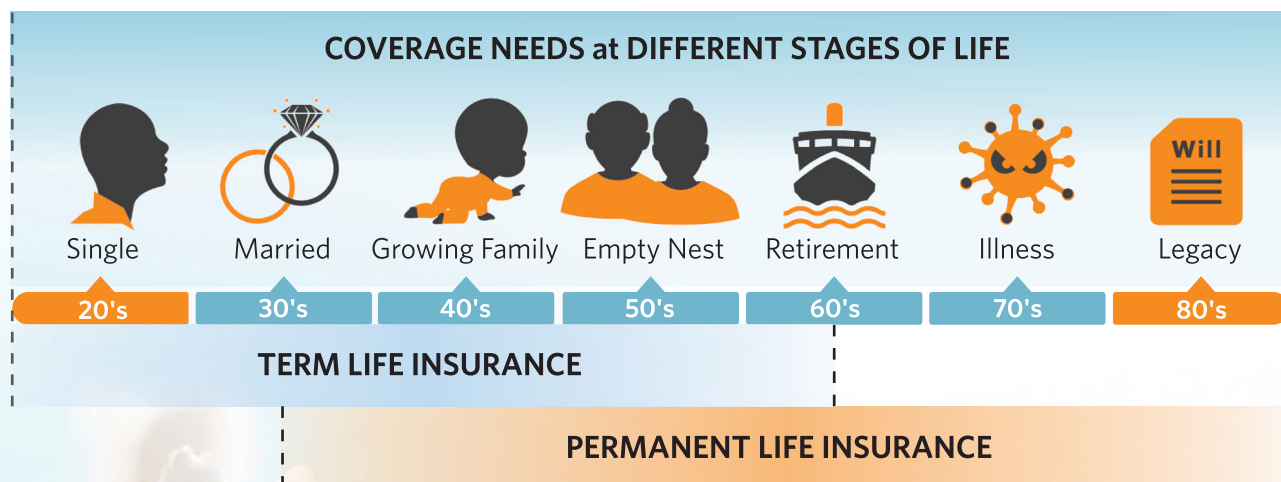 COVERAGE NEEDS at DIFFERENT STAGES OF LIFE
Will
Single Married Growing Family Empty Nest Retirement Illness Legacy
20's 30's 40's 50's 60's 70's 80's
TERM LIFE INSURANCE
PERMANENT LIFE INSURANCE